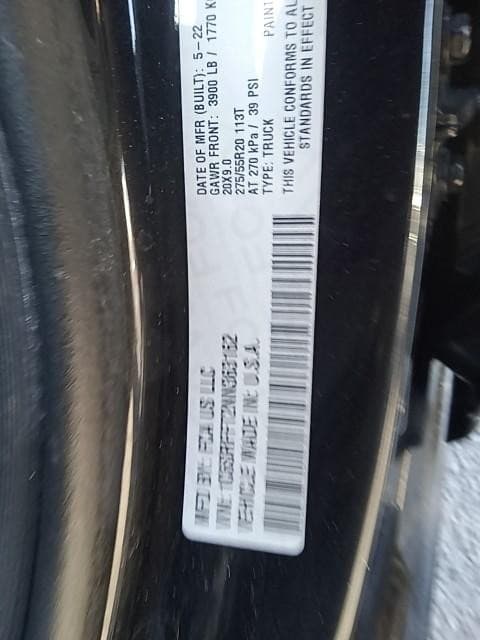 MFD BY: FCA US LLC
DATE OF MFR (BUILT): 5-22
GAWR FRONT: 3900 LB / 1770 K
20X9.0
275/55R20 113T
AT 270 kPa / 39 PSI
TYPE: TRUCK
VEHICLE MADE IN: U.S.A.
PAINT
THIS VEHICLE CONFORMS TO AL
STANDARDS IN EFFECT